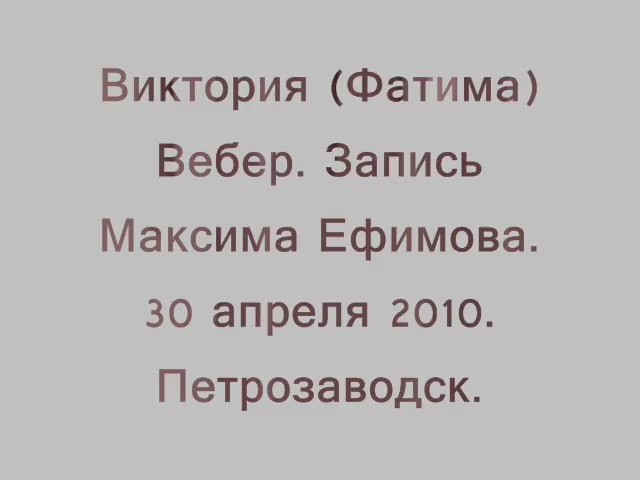 Виктория (Фатима)
Вебер. Запись
Максима Ефимова.
30 апреля 2010.
Петрозаводск.